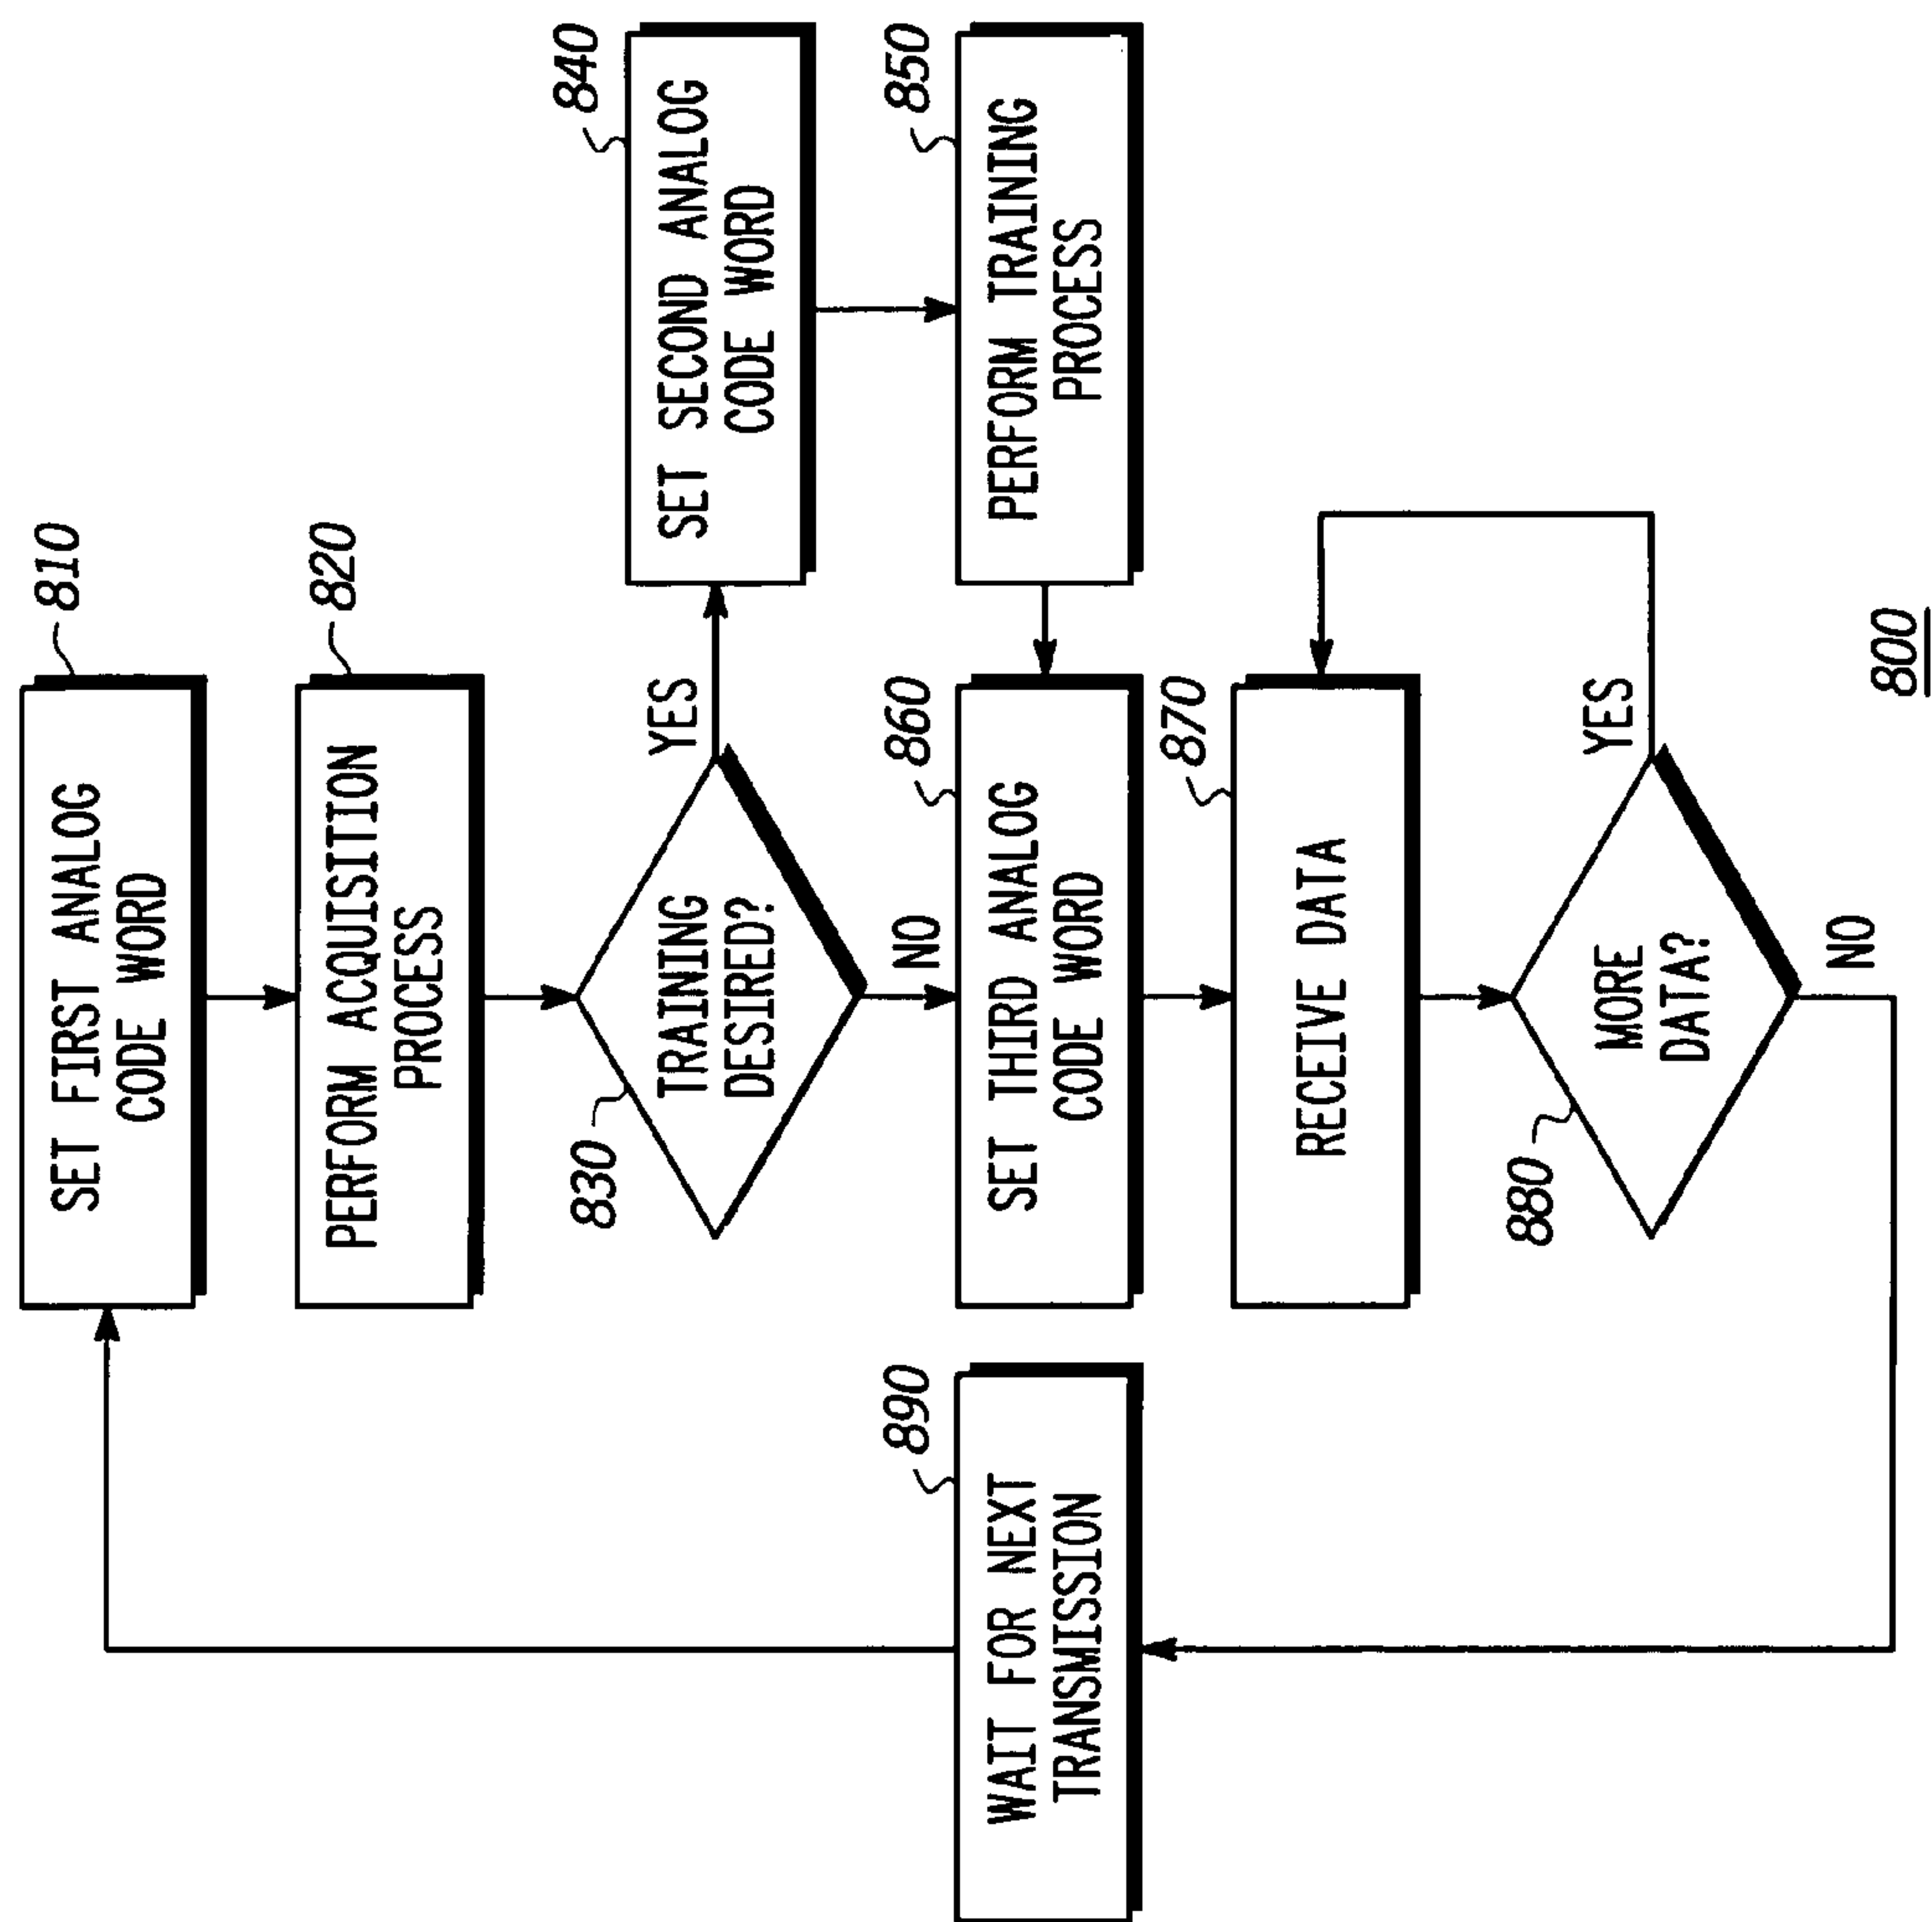 810
SET FIRST ANALOG
CODE WORD
820
PERFORM ACQUISITION
PROCESS
830
TRAINING
DESIRED?
YES
NO
840
SET SECOND ANALOG
CODE WORD
850
PERFORM TRAINING
PROCESS
860
SET THIRD ANALOG
CODE WORD
870
RECEIVE DATA
880
MORE
DATA?
YES
NO
890
WAIT FOR NEXT
TRANSMISSION
800